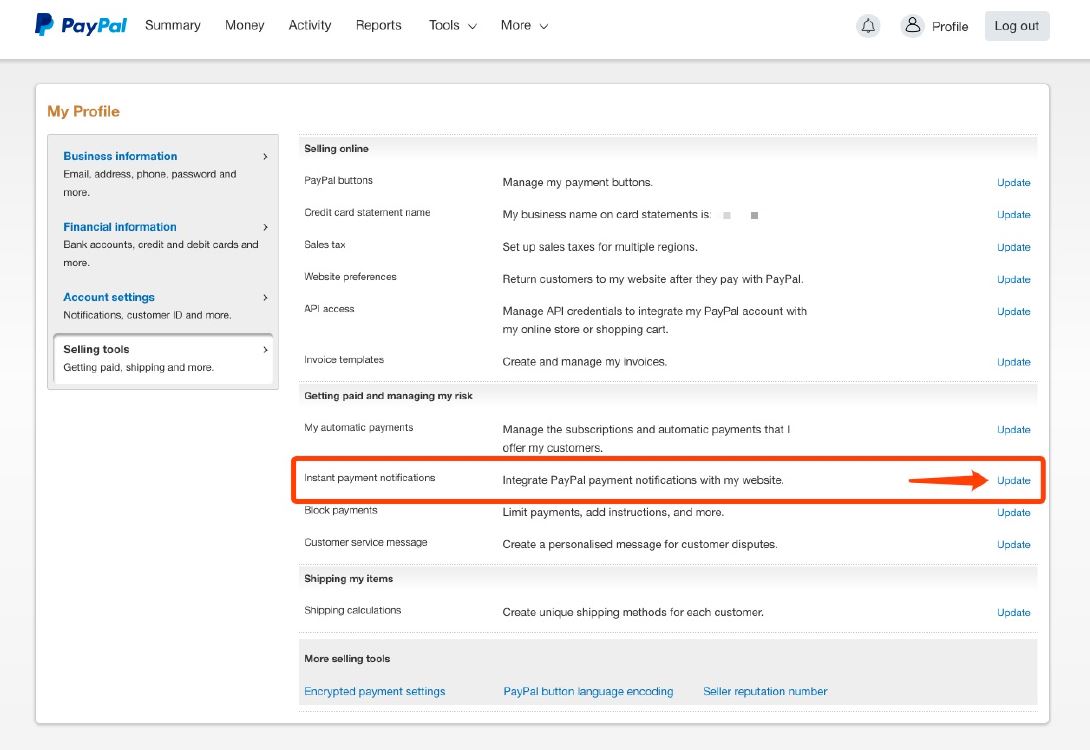 PayPal Summary Money Activity Reports Tools More Profile Log out
My Profile
Business information
Email, address, phone, password and
more.
Financial information
Bank accounts, credit and debit cards and
more.
Account settings
Notifications, customer ID and more.
Selling tools
Getting paid, shipping and more.
Selling online
PayPal buttons Manage my payment buttons. Update
Credit card statement name My business name on card statements is: Update
Sales tax Set up sales taxes for multiple regions. Update
Website preferences Return customers to my website after they pay with PayPal. Update
API access Manage API credentials to integrate my PayPal account with Update
my online store or shopping cart.
Invoice templates Create and manage my invoices. Update
Getting paid and managing my risk
My automatic payments Manage the subscriptions and automatic payments that I Update
offer my customers.
Instant payment notifications Integrate PayPal payment notifications with my website. Update
Block payments Limit payments, add instructions, and more. Update
Customer service message Create a personalised message for customer disputes. Update
Shipping my items
Shipping calculations Create unique shipping methods for each customer. Update
More selling tools
Encrypted payment settings PayPal button language encoding Seller reputation number